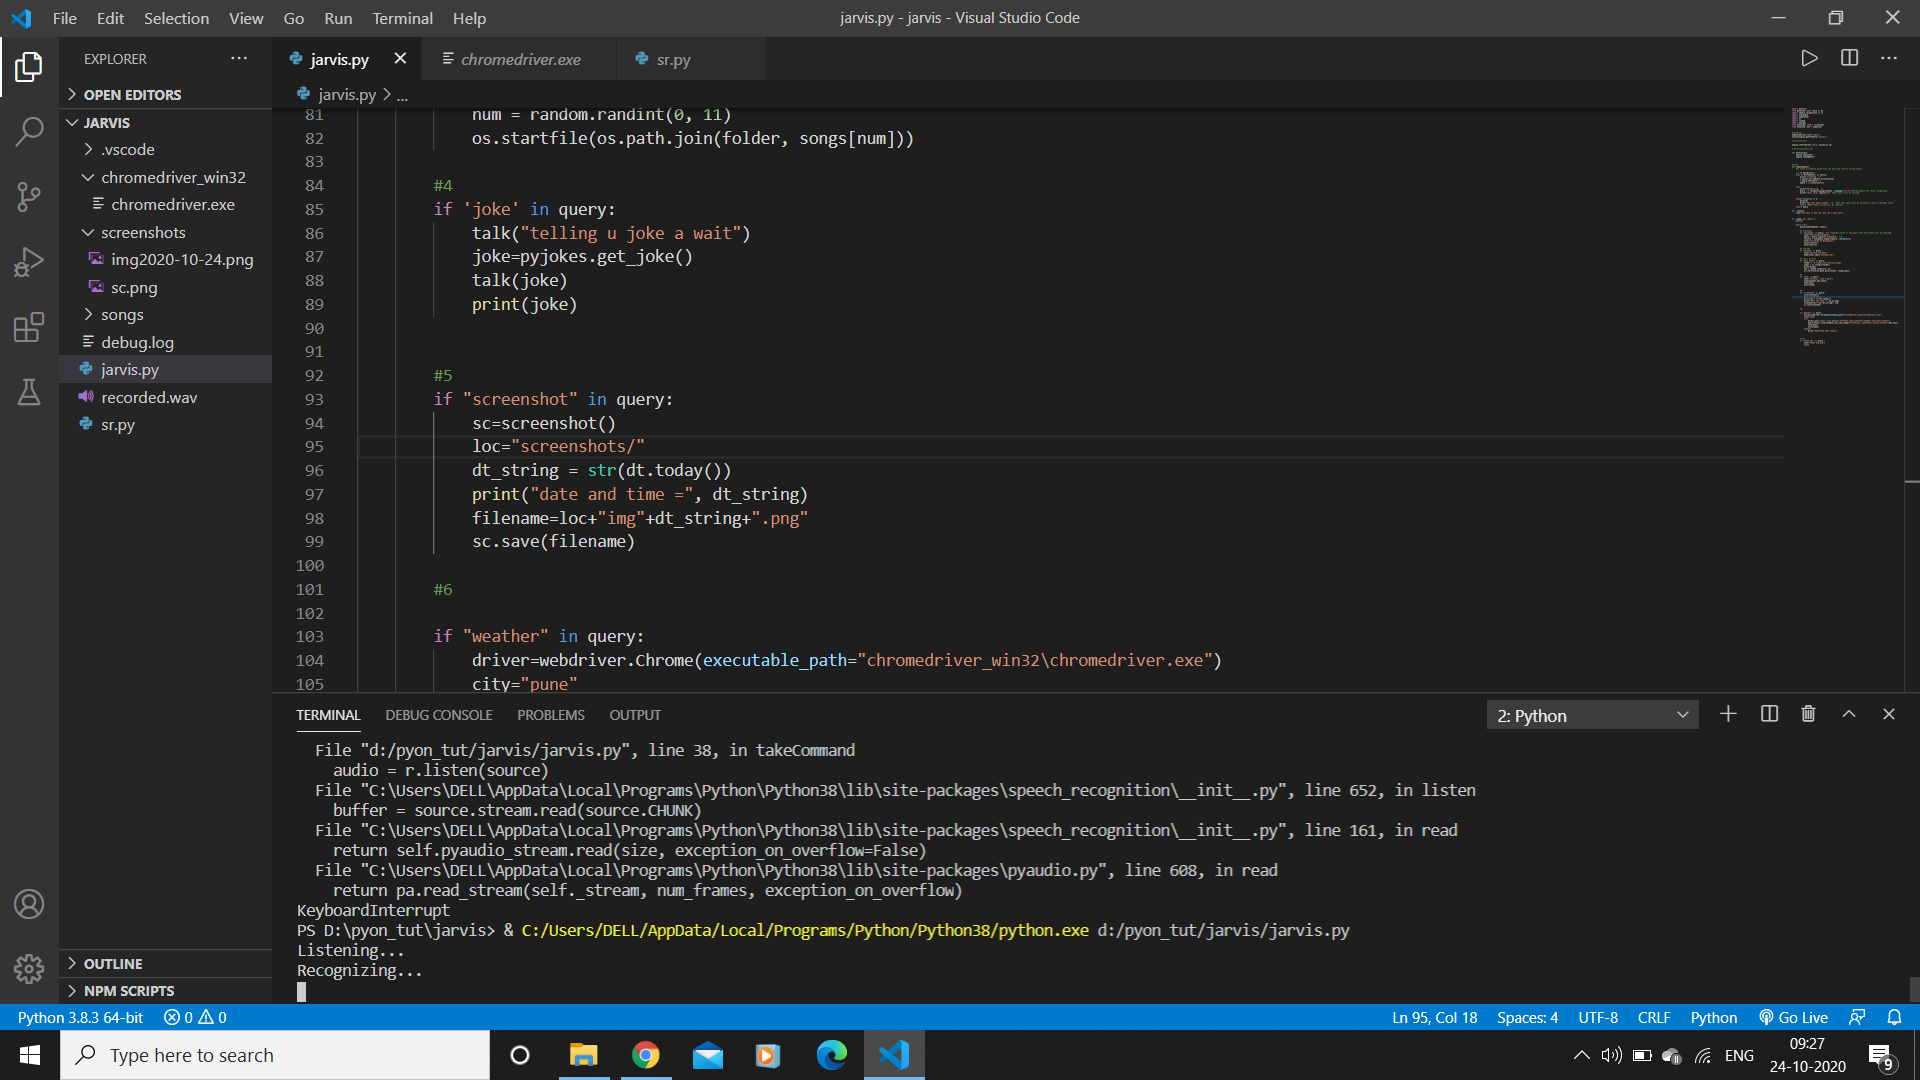 File Edit Selection View Go Run Terminal Help
jarvis.py - jarvis - Visual Studio Code
EXPLORER
OPEN EDITORS
JARVIS
.vscode
chromedriver_win32
chromedriver.exe
screenshots
img2020-10-24.png
sc.png
songs
debug.log
jarvis.py
recorded.wav
sr.py
OUTLINE
NPM SCRIPTS
jarvis.py chromedriver.exe sr.py
jarvis.py > ...
81 num = random.randint(0, 11)
82 os.startfile(os.path.join(folder, songs[num]))
83
84 #4
85 if 'joke' in query:
86 talk("telling u joke a wait")
87 joke=pyjokes.get_joke()
88 talk(joke)
89 print(joke)
90
91
92 #5
93 if "screenshot" in query:
94 sc=screenshot()
95 loc="screenshots/"
96 dt_string = str(dt.today())
97 print("date and time =", dt_string)
98 filename=loc+"img"+dt_string+".png"
99 sc.save(filename)
100
101 #6
102
103 if "weather" in query:
104 driver=webdriver.Chrome(executable_path="chromedriver_win32\chromedriver.exe")
105 city="pune"
TERMINAL DEBUG CONSOLE PROBLEMS OUTPUT
2: Python
File "d:/pyon_tut/jarvis/jarvis.py", line 38, in takeCommand
audio = r.listen(source)
File "C:\Users\DELL\AppData\Local\Programs\Python\Python38\lib\site-packages\speech_recognition\__init__.py", line 652, in listen
buffer = source.stream.read(source.CHUNK)
File "C:\Users\DELL\AppData\Local\Programs\Python\Python38\lib\site-packages\speech_recognition\__init__.py", line 161, in read
return self.pyaudio_stream.read(size, exception_on_overflow=False)
File "C:\Users\DELL\AppData\Local\Programs\Python\Python38\lib\site-packages\pyaudio.py", line 608, in read
return pa.read_stream(self._stream, num_frames, exception_on_overflow)
KeyboardInterrupt
PS D:\pyon_tut\jarvis> & C:/Users/DELL/AppData/Local/Programs/Python/Python38/python.exe d:/pyon_tut/jarvis/jarvis.py
Listening...
Recognizing...
Python 3.8.3 64-bit 0 0
Ln 95, Col 18 Spaces: 4 UTF-8 CRLF Python Go Live
Type here to search
ENG
09:27
24-10-2020
9